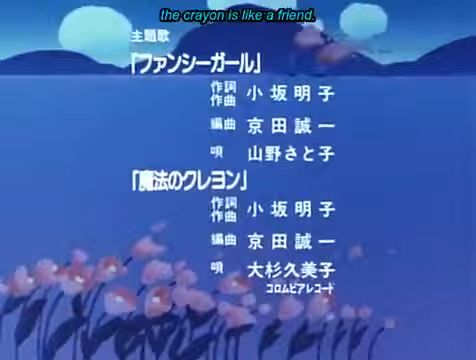 the crayon is like a friend.
主題歌
「ファンシーガール」
作詞
作曲 小坂明子
編曲 京田誠一
唄 山野さと子
「魔法のクレヨン」
作詞
作曲 小坂明子
編曲 京田誠一
唄 大杉久美子
コロムビアレコード